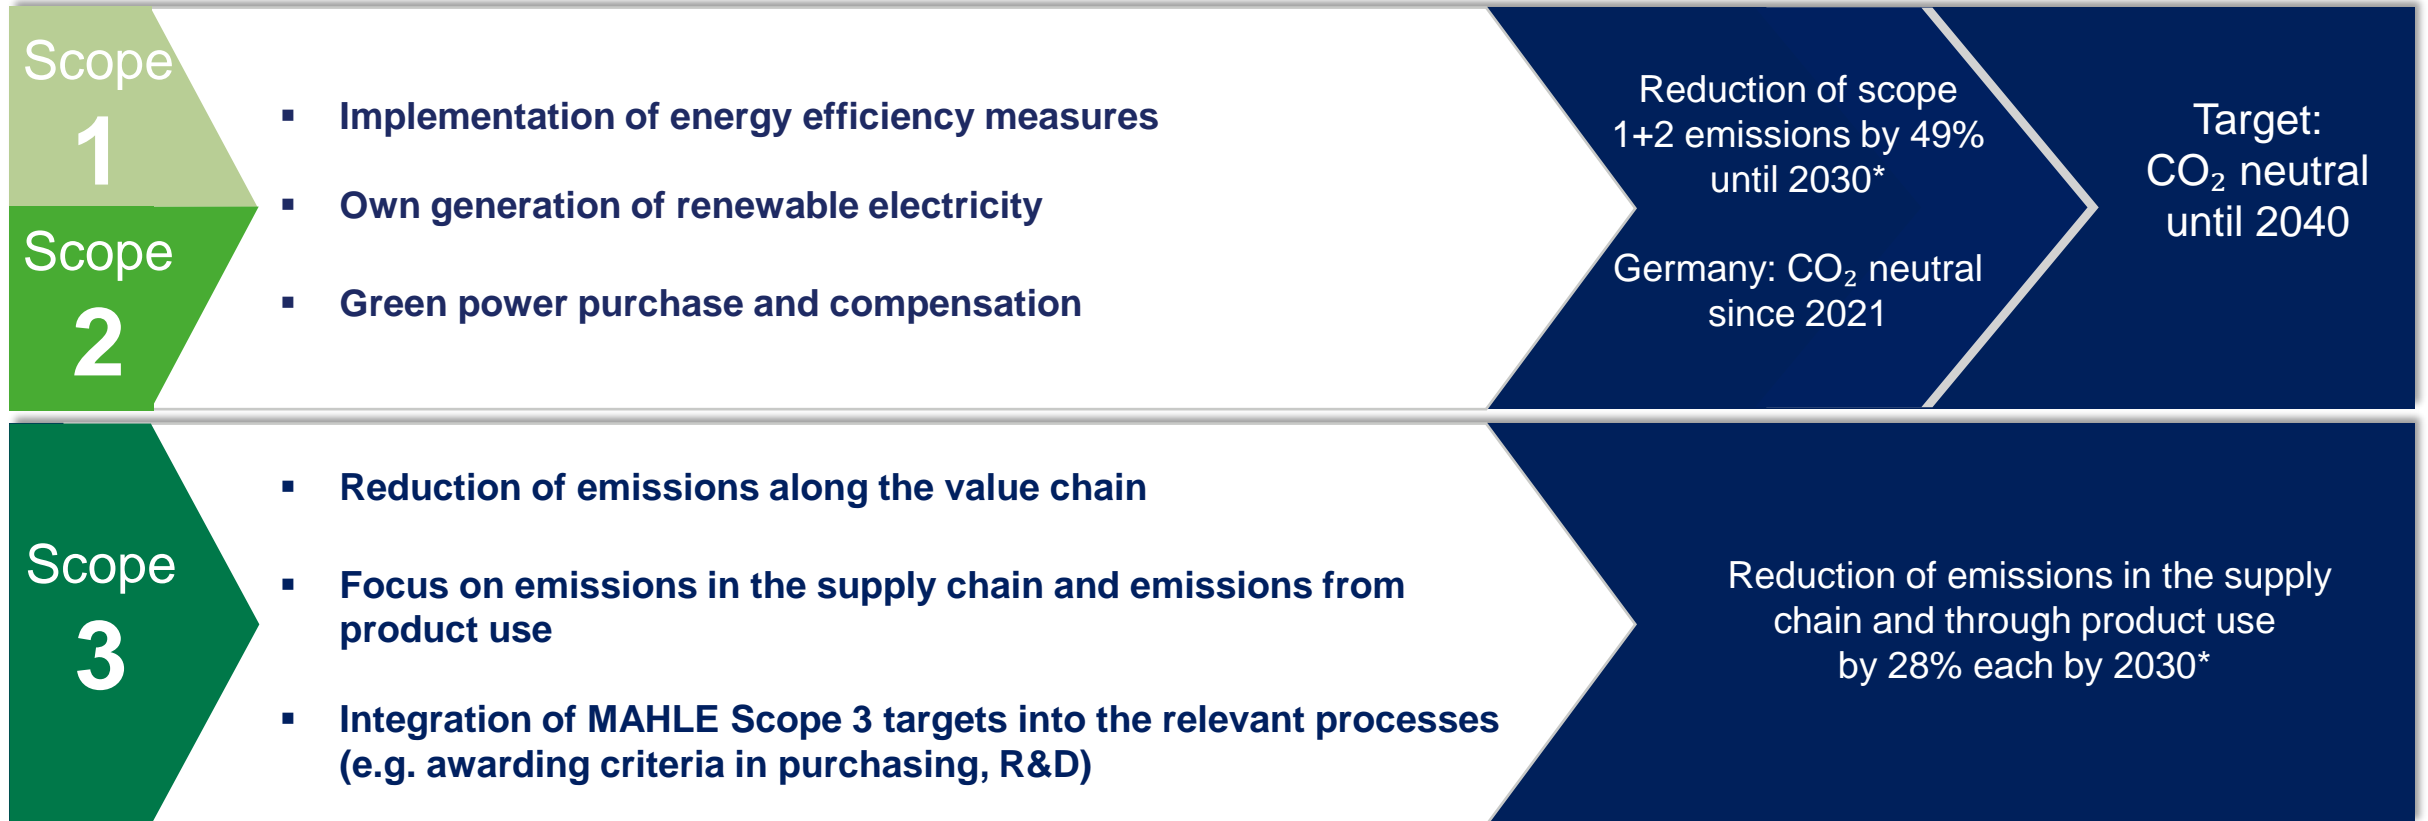 Scope
1
▪ Implementation of energy efficiency measures
▪ Own generation of renewable electricity
Scope
2
▪ Green power purchase and compensation
Reduction of scope
1+2 emissions by 49%
until 2030*
Germany: CO₂ neutral
since 2021
Target:
CO₂ neutral
until 2040
Scope
3
▪ Reduction of emissions along the value chain
▪ Focus on emissions in the supply chain and emissions from
product use
▪ Integration of MAHLE Scope 3 targets into the relevant processes
(e.g. awarding criteria in purchasing, R&D)
Reduction of emissions in the supply
chain and through product use
by 28% each by 2030*